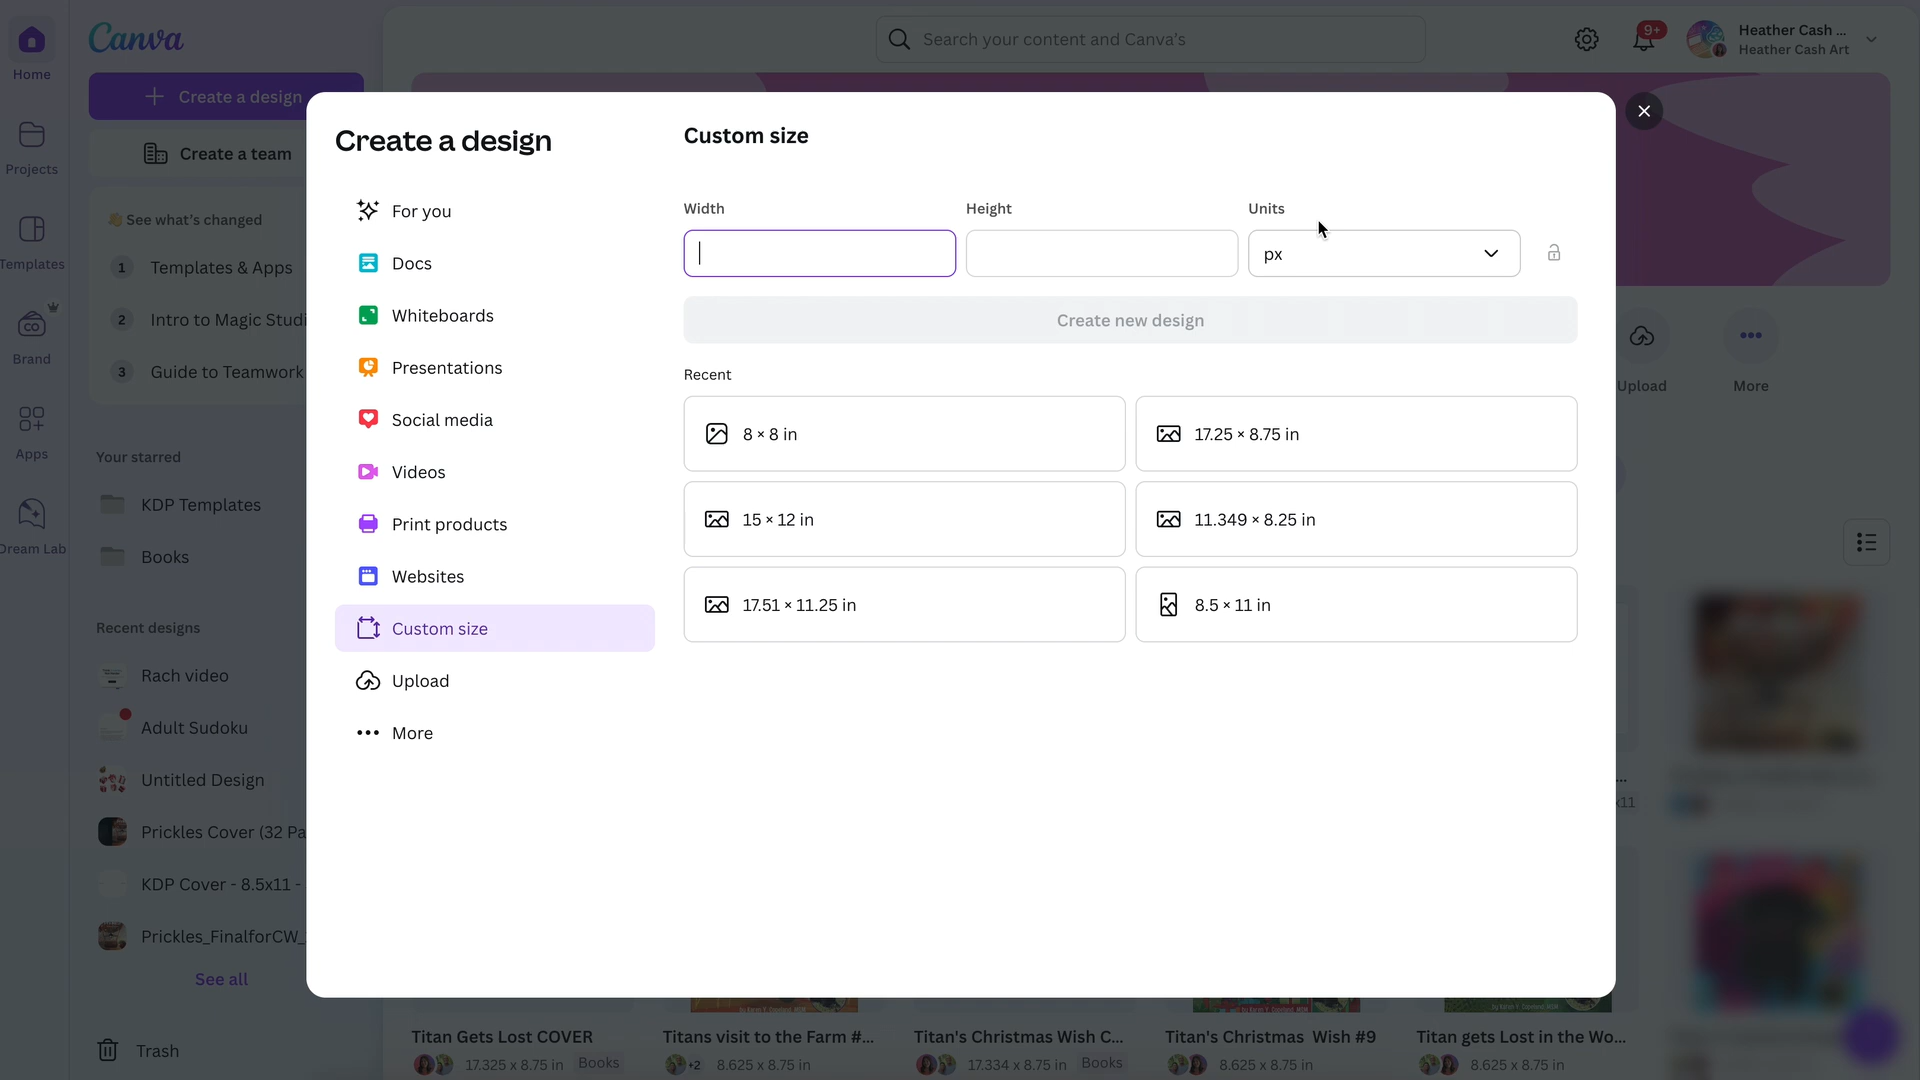 Canva
Search your content and Canva's
9+
Heather Cash ...
Heather Cash Art
Home
Projects
Templates
Brand
Apps
Dream Lab
Create a design
Create a team
👋 See what's changed
1 Templates & Apps
2 Intro to Magic Studi
3 Guide to Teamwork
Your starred
KDP Templates
Books
Recent designs
Rach video
Adult Sudoku
Untitled Design
Prickles Cover (32 Pa
KDP Cover - 8.5x11 -
Prickles_FinalforCW_
See all
Trash
Create a design
For you
Docs
Whiteboards
Presentations
Social media
Videos
Print products
Websites
Custom size
Upload
More
Custom size
Width Height Units
px
Create new design
Recent
8 × 8 in 17.25 × 8.75 in
15 × 12 in 11.349 × 8.25 in
17.51 × 11.25 in 8.5 × 11 in
Upload More
...
x11
Titan Gets Lost COVER
17.325 x 8.75 in Books
Titans visit to the Farm #...
+2 8.625 x 8.75 in
Titan's Christmas Wish C...
17.334 x 8.75 in Books
Titan's Christmas Wish #9
8.625 x 8.75 in
Titan gets Lost in the Wo...
8.625 x 8.75 in